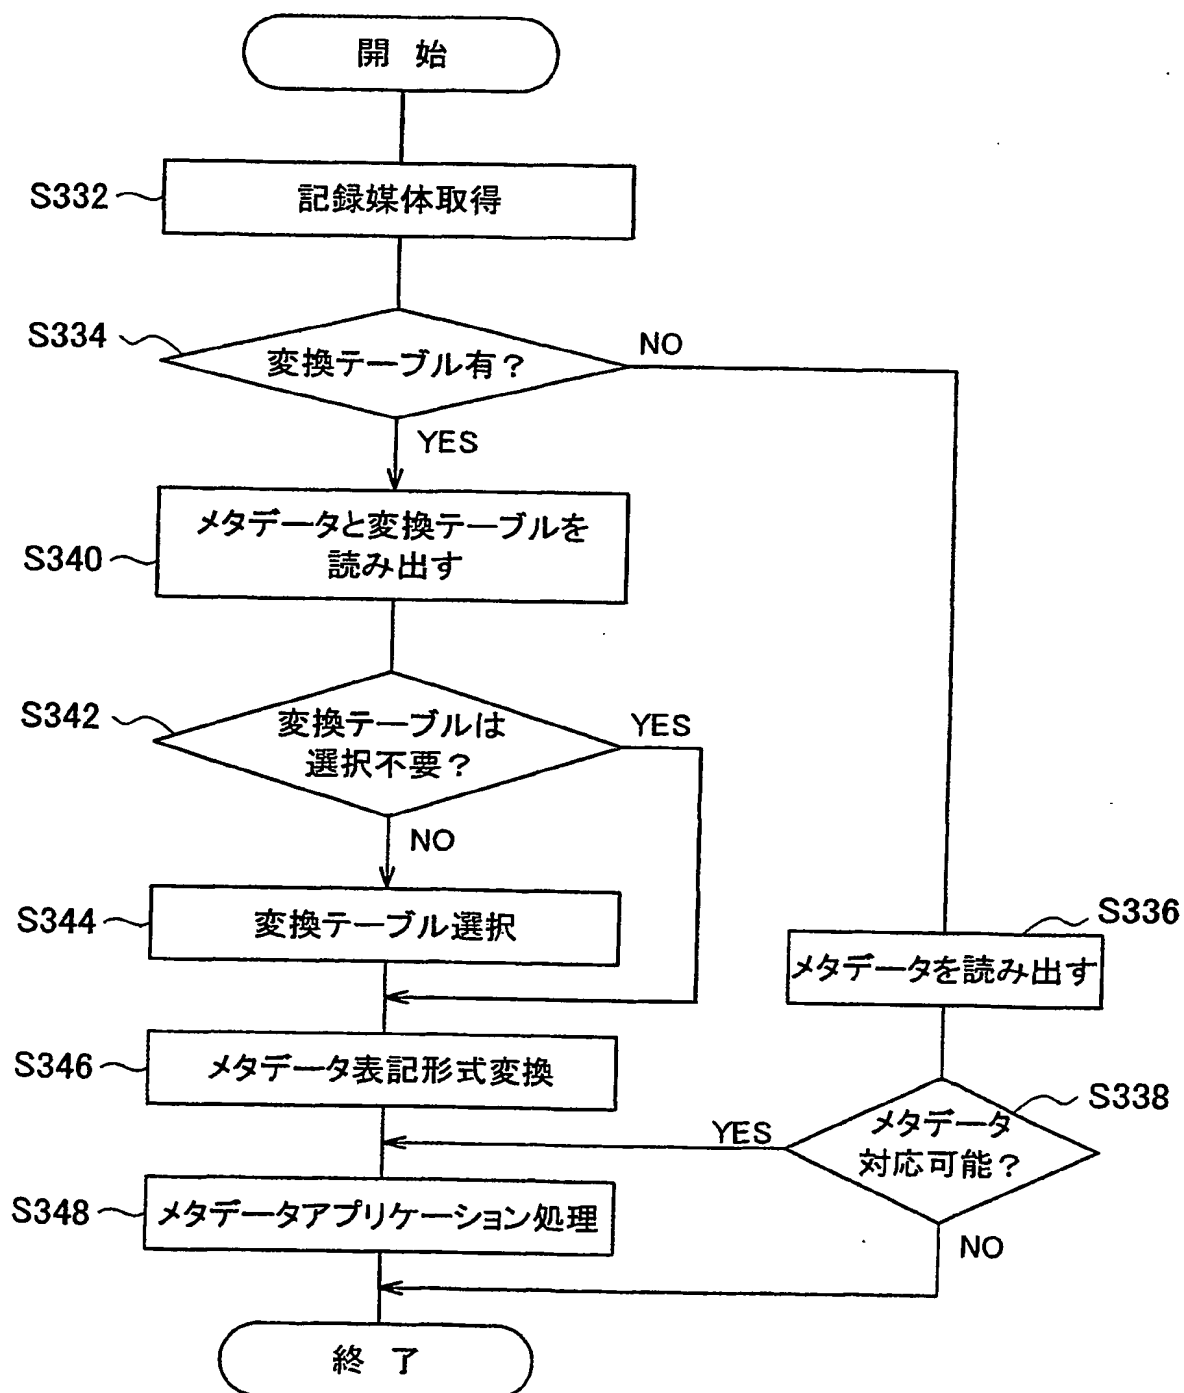 開 始
S332
記録媒体取得
S334
変換テーブル有？
NO
YES
S340
メタデータと変換テーブルを
読み出す
S342
変換テーブルは
選択不要？
YES
NO
S344
変換テーブル選択
S336
メタデータを読み出す
S346
メタデータ表記形式変換
S338
メタデータ
対応可能？
YES
NO
S348
メタデータアプリケーション処理
終 了